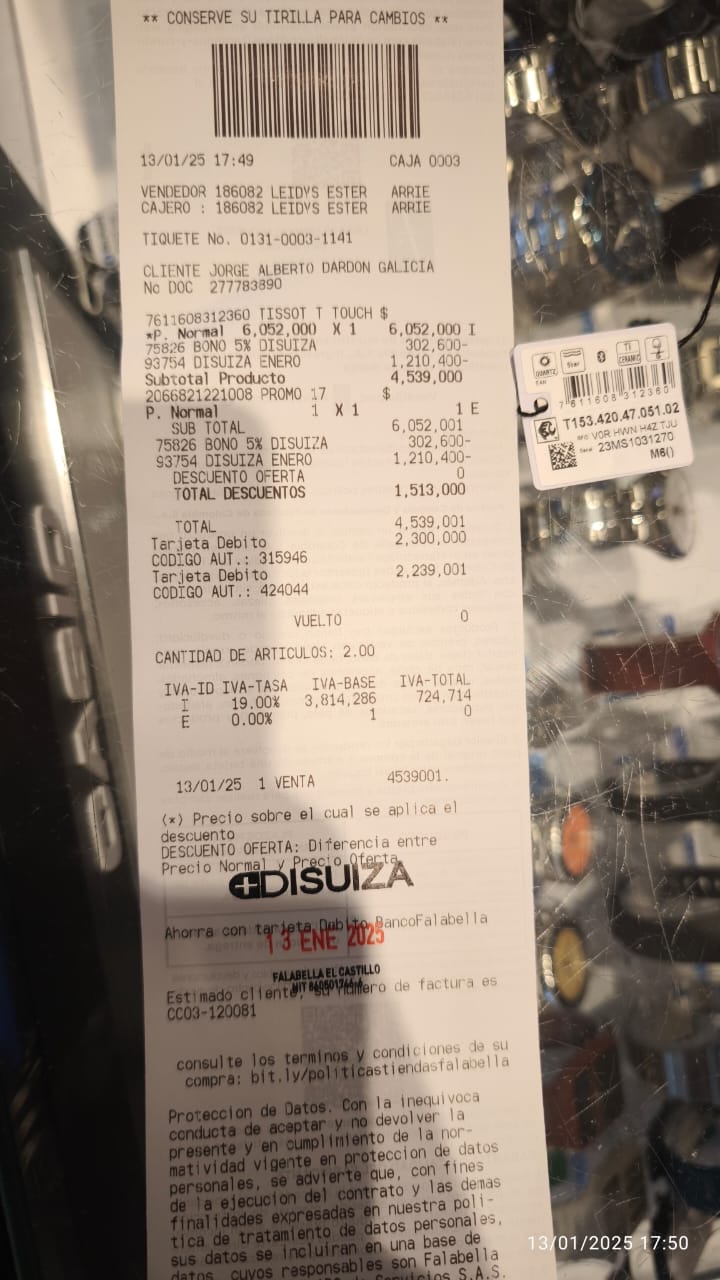 ** CONSERVE SU TIRILLA PARA CAMBIOS **
13/01/25 17:49 CAJA 0003
VENDEDOR 186082 LEIDYS ESTER ARRIE
CAJERO : 186082 LEIDYS ESTER ARRIE
TIQUETE No. 0131-0003-1141
CLIENTE JORGE ALBERTO DARDON GALICIA
No DOC 277783890
7611608312360 TISSOT T TOUCH $
*P. Normal 6,052,000 X 1 6,052,000 I
75826 BONO 5% DISUIZA 302,600-
93754 DISUIZA ENERO 1,210,400-
Subtotal Producto 4,539,000
2066821221008 PROMO 17 $
P. Normal 1 X 1 1 E
SUB TOTAL 6,052,001
75826 BONO 5% DISUIZA 302,600-
93754 DISUIZA ENERO 1,210,400-
DESCUENTO OFERTA 0
TOTAL DESCUENTOS 1,513,000
TOTAL 4,539,001
Tarjeta Debito 2,300,000
CODIGO AUT.: 315946
Tarjeta Debito 2,239,001
CODIGO AUT.: 424044
VUELTO 0
CANTIDAD DE ARTICULOS: 2.00
IVA-ID IVA-TASA IVA-BASE IVA-TOTAL
I 19.00% 3,814,286 724,714
E 0.00% 1 0
13/01/25 1 VENTA 4539001.
(*) Precio sobre el cual se aplica el
descuento
DESCUENTO OFERTA: Diferencia entre
Precio Normal y Precio Oferta
DISUIZA
Ahorra con tarjeta Debito BancoFalabella
13 ENE 2025
FALABELLA EL CASTILLO
Estimado cliente, su numero de factura es
CC03-120081
consulte los terminos y condiciones de su
compra: bit.ly/politicastiendasfalabella
Proteccion de Datos. Con la inequivoca
conducta de aceptar y no devolver la
presente y en cumplimiento de la nor-
matividad vigente en proteccion de datos
personales, se advierte que, con fines
de la ejecucion del contrato y las demas
finalidades expresadas en nuestra poli-
tica de tratamiento de datos personales,
sus datos se incluiran en una base de
datos, cuyos responsables son Falabella
Servicios S.A.S.
QUARTZ
5bar
TI
CERAMIC
7611608312360
T153.420.47.051.02
VOR HWN H4Z TJU
Serial 23MS1031270
M6()
13/01/2025 17:50